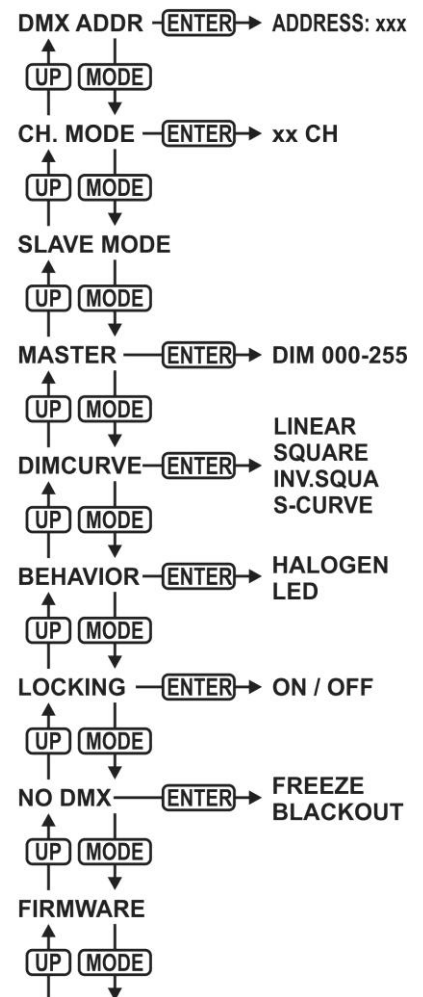 DMX ADDR ENTER ADDRESS: xxx
UP MODE
CH. MODE ENTER xx CH
UP MODE
SLAVE MODE
UP MODE
MASTER ENTER DIM 000-255
UP MODE
DIMCURVE ENTER LINEAR
SQUARE
INV.SQUA
S-CURVE
UP MODE
BEHAVIOR ENTER HALOGEN
LED
UP MODE
LOCKING ENTER ON / OFF
UP MODE
NO DMX ENTER FREEZE
BLACKOUT
UP MODE
FIRMWARE
UP MODE